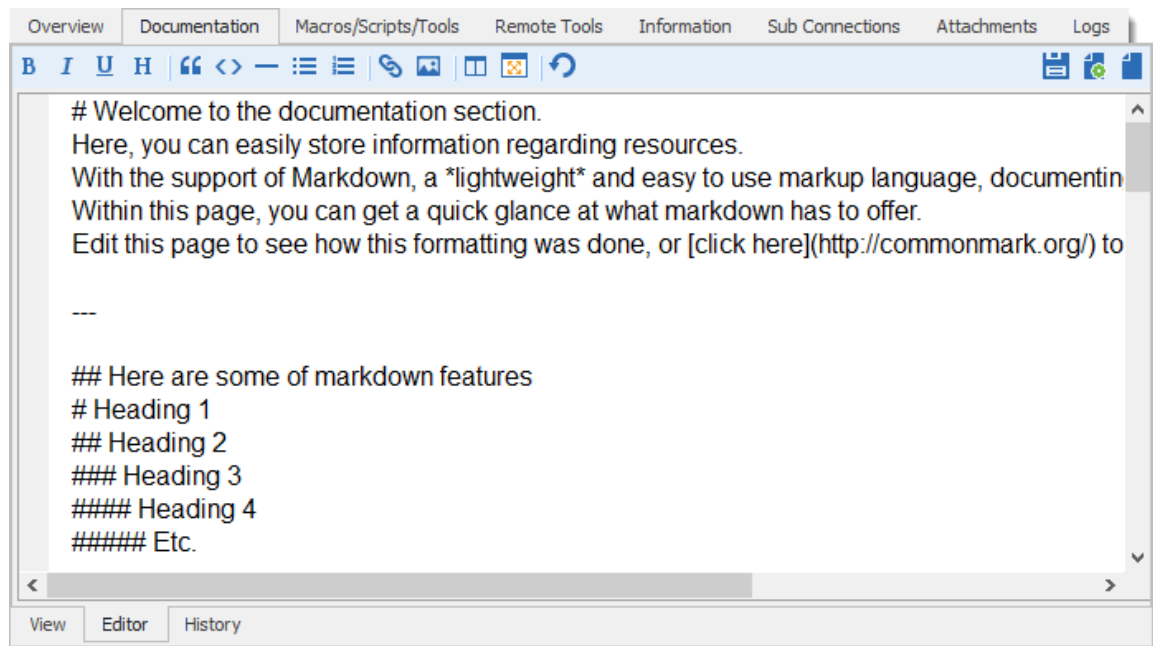 Overview Documentation Macros/Scripts/Tools Remote Tools Information Sub Connections Attachments Logs
B I U H
# Welcome to the documentation section.
Here, you can easily store information regarding resources.
With the support of Markdown, a *lightweight* and easy to use markup language, documentin
Within this page, you can get a quick glance at what markdown has to offer.
Edit this page to see how this formatting was done, or [click here](http://commonmark.org/) to
---
## Here are some of markdown features
# Heading 1
## Heading 2
### Heading 3
#### Heading 4
##### Etc.
View Editor History